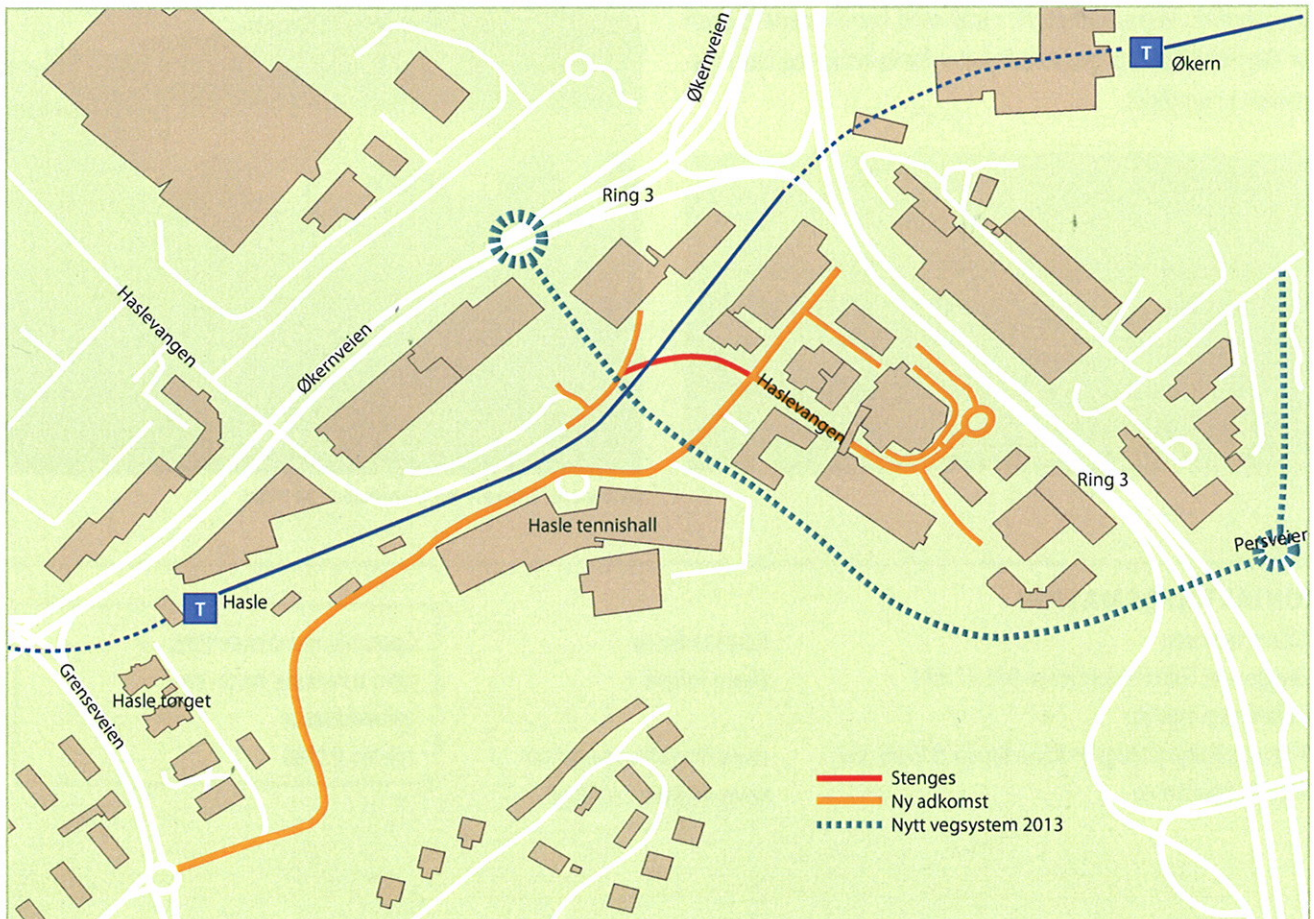 Økernveien
T
Økern
Ring 3
Haslevangen
Økernveien
Haslevangen
Ring 3
Hasle tennishall
Persveien
T
Hasle
Grenseveien
Hasle torget
Stenges
Ny adkomst
Nytt vegsystem 2013